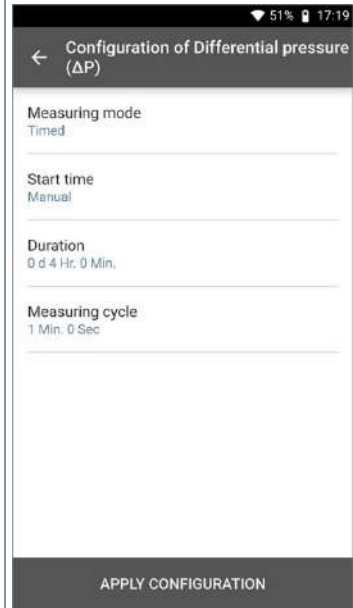 51% 17:19
Configuration of Differential pressure
(ΔP)
Measuring mode
Timed
Start time
Manual
Duration
0 d 4 Hr. 0 Min.
Measuring cycle
1 Min. 0 Sec
APPLY CONFIGURATION